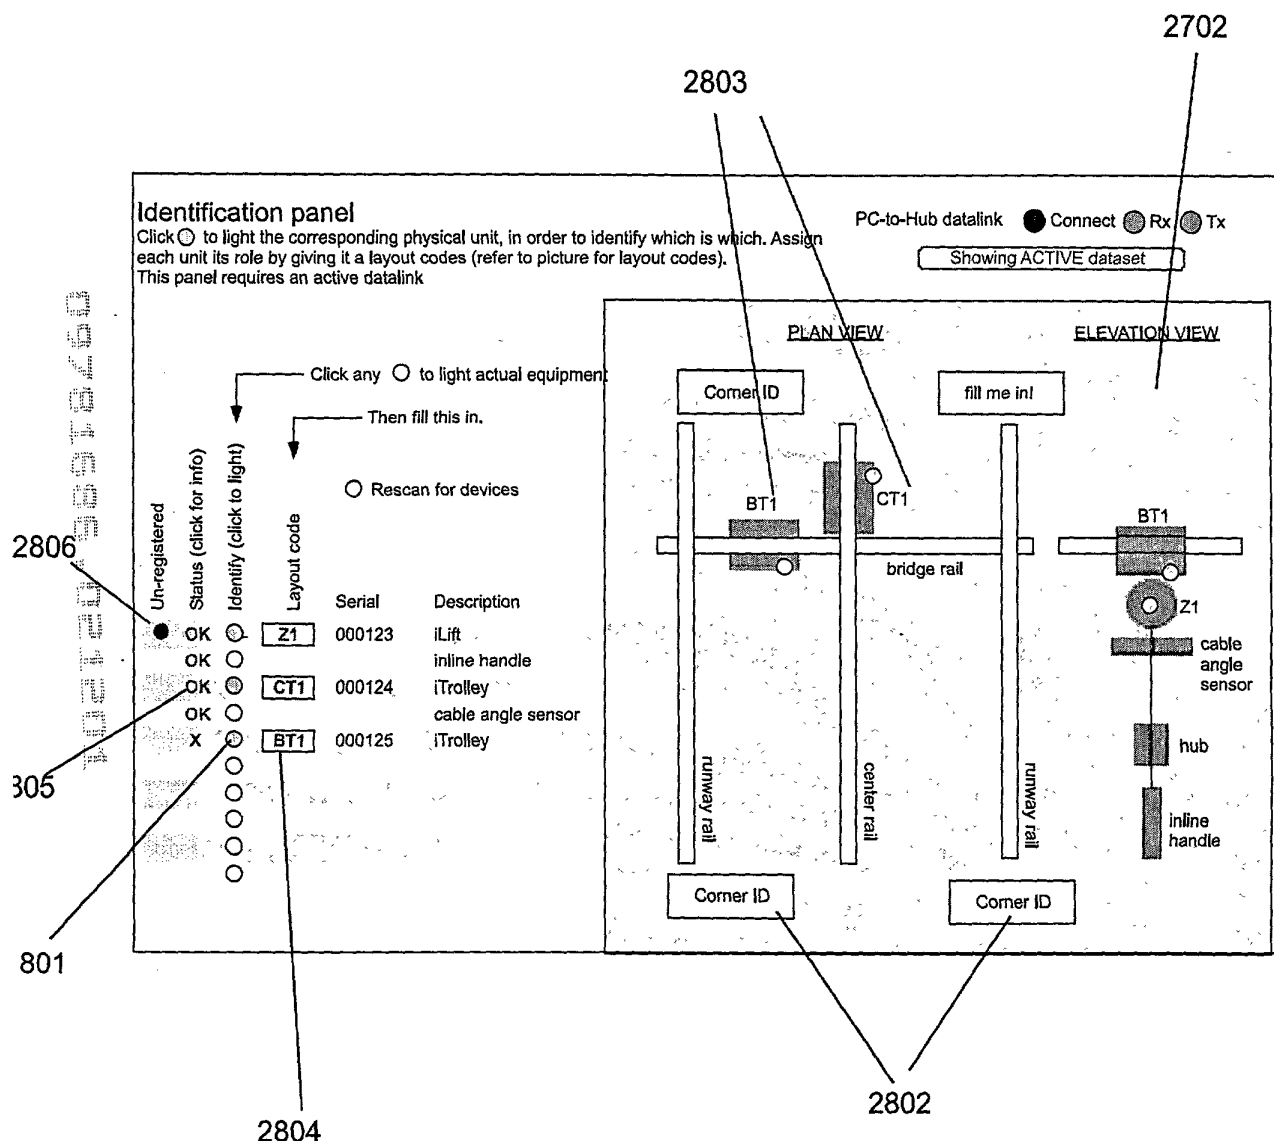 2702
2803
Identification panel
Click to light the corresponding physical unit, in order to identify which is which. Assign
each unit its role by giving it a layout codes (refer to picture for layout codes).
This panel requires an active datalink
PC-to-Hub datalink Connect Rx Tx
Showing ACTIVE dataset
09781685.021201
PLAN VIEW
ELEVATION VIEW
Click any to light actual equipment
Then fill this in.
Rescan for devices
Corner ID
fill me in!
BT1
CT1
BT1
bridge rail
Z1
cable
angle
sensor
hub
inline
handle
runway rail
center rail
runway rail
Corner ID
Corner ID
2806
Un-registered
Status (click for info)
Identify (click to light)
Layout code
Serial
Description
OK Z1 000123 iLift
OK inline handle
OK CT1 000124 iTrolley
OK cable angle sensor
X BT1 000125 iTrolley
305
801
2804
2802